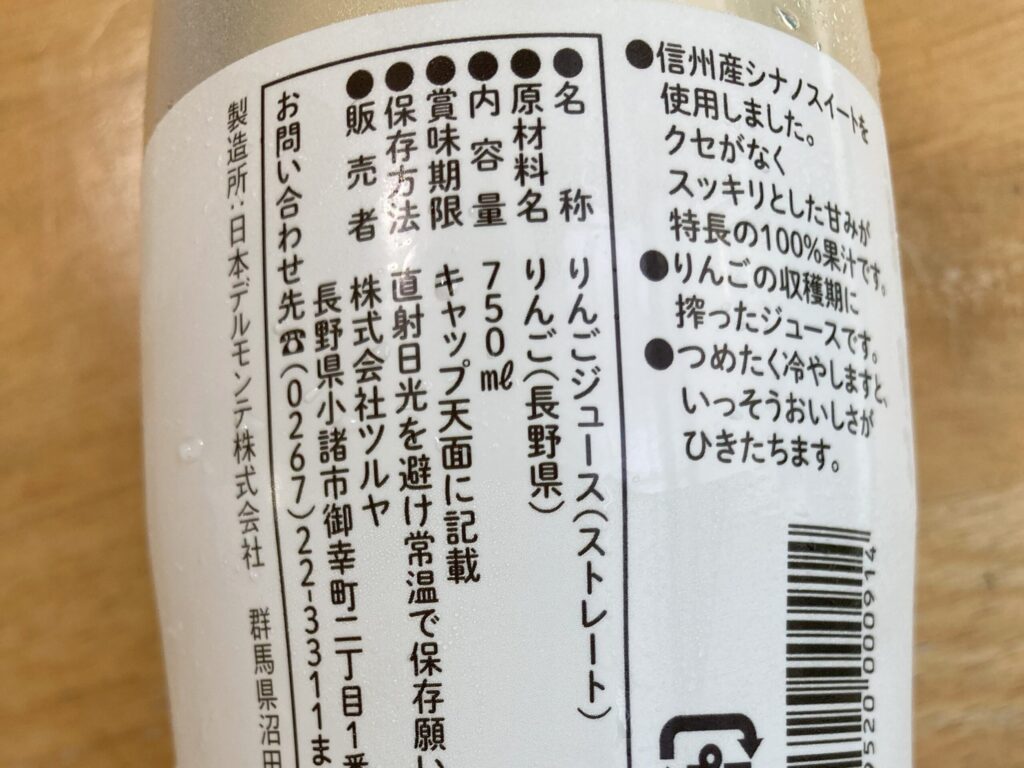 ●信州産シナノスイートを
使用しました。
クセがなく
スッキリとした甘みが
特長の100%果汁です。
●りんごの収穫期に
搾ったジュースです。
●つめたく冷やしますと、
いっそうおいしさが
ひきたちます。
●名称 りんごジュース(ストレート)
●原材料名 りんご(長野県)
●内容量 750㎖
●賞味期限 キャップ天面に記載
●保存方法 直射日光を避け常温で保存願い
●販売者 株式会社ツルヤ
長野県小諸市御幸町二丁目1番
お問い合わせ先☎(0267)22-3311ま
製造所:日本デルモンテ株式会社 群馬県沼田
520 000914